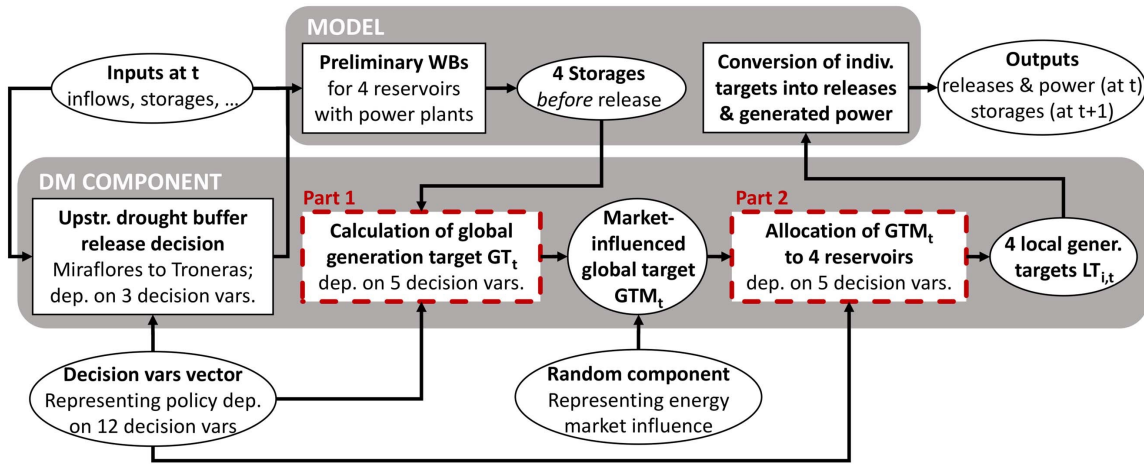 MODEL
Inputs at t
inflows, storages, ...
Preliminary WBs
for 4 reservoirs
with power plants
4 Storages
before release
Conversion of indiv.
targets into releases
& generated power
Outputs
releases & power (at t)
storages (at t+1)
DM COMPONENT
Upstr. drought buffer
release decision
Miraflores to Troneras;
dep. on 3 decision vars.
Part 1
Calculation of global
generation target GTt
dep. on 5 decision vars.
Market-
influenced
global target
GTMt
Part 2
Allocation of GTMt
to 4 reservoirs
dep. on 5 decision vars.
4 local gener.
targets LTi,t
Decision vars vector
Representing policy dep.
on 12 decision vars
Random component
Representing energy
market influence